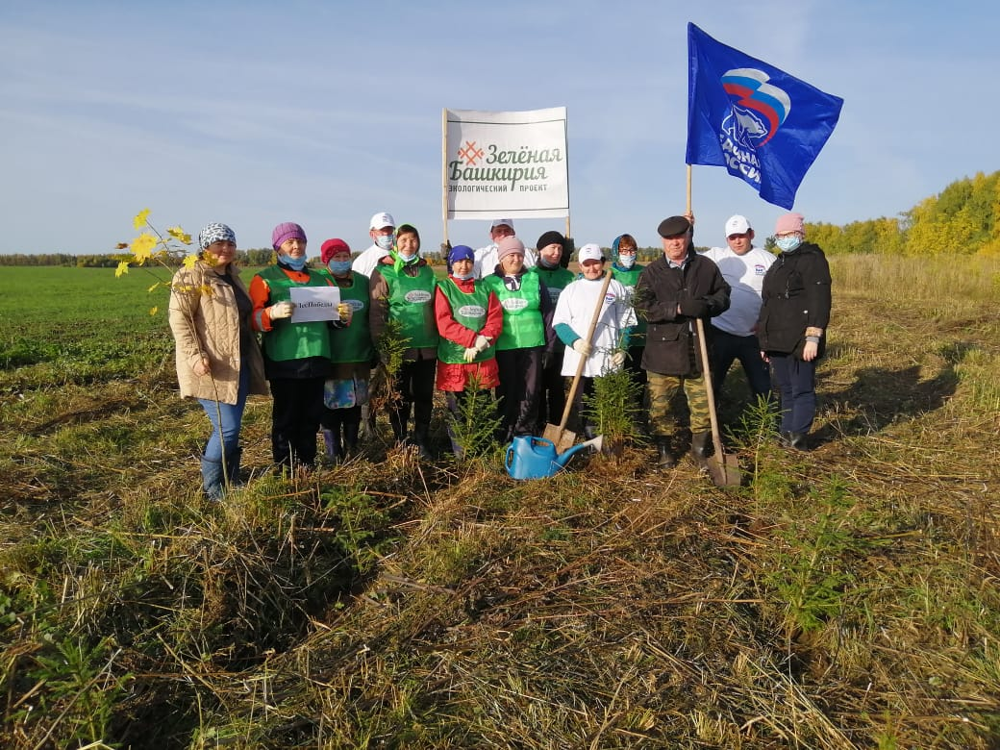 Зелёная
Башкирия
ЭКОЛОГИЧЕСКИЙ ПРОЕКТ
ЕДИНАЯ
РОССИЯ
ЛесПобеды